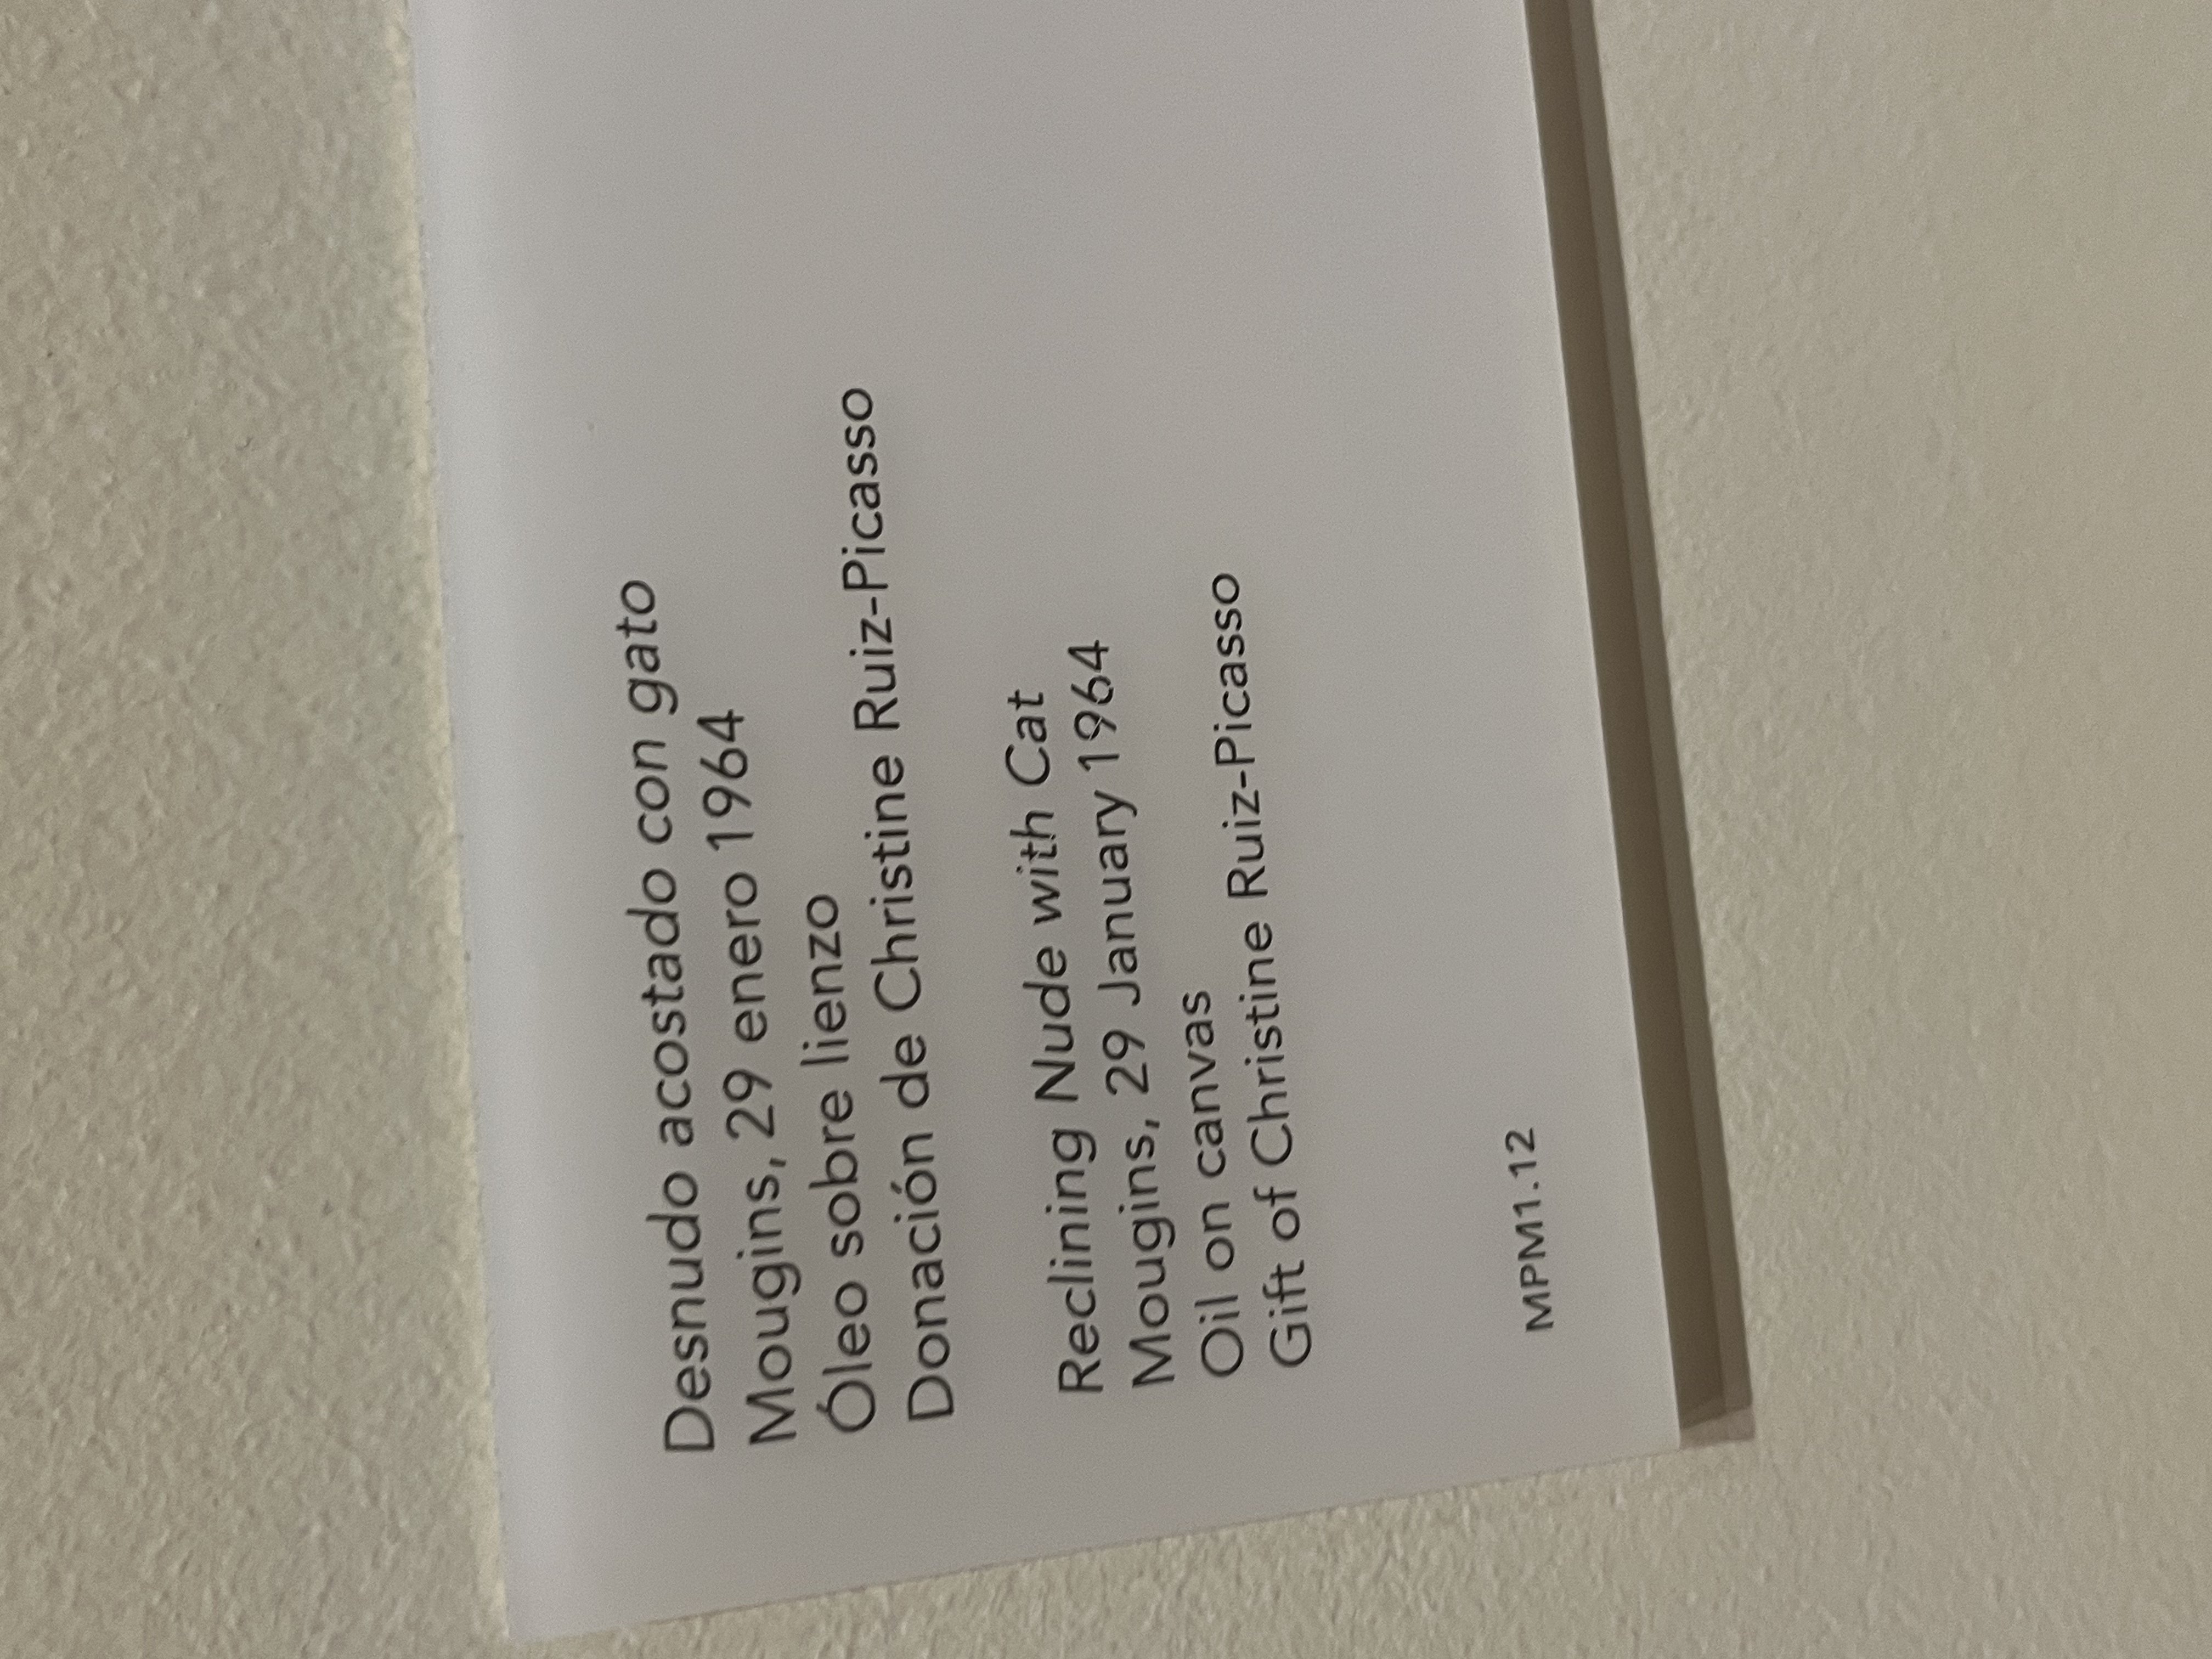 Desnudo acostado con gato
Mougins, 29 enero 1964
Óleo sobre lienzo
Donación de Christine Ruiz-Picasso
Reclining Nude with Cat
Mougins, 29 January 1964
Oil on canvas
Gift of Christine Ruiz-Picasso
MPM1.12